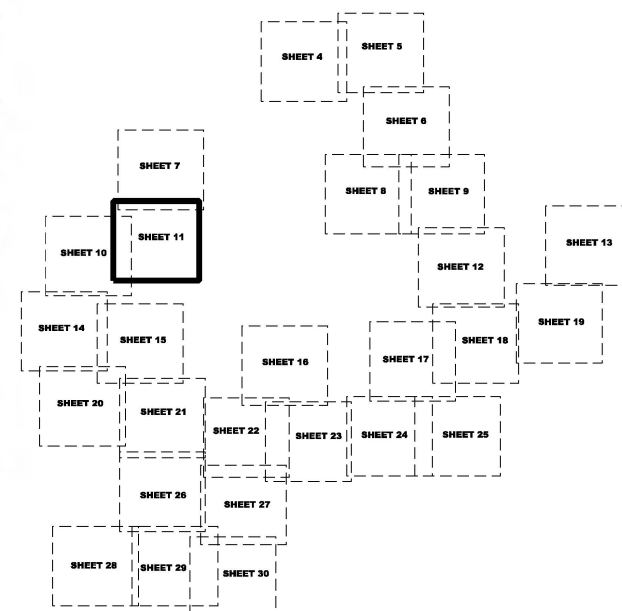 SHEET 4
SHEET 5
SHEET 6
SHEET 7
SHEET 8
SHEET 9
SHEET 10
SHEET 11
SHEET 12
SHEET 13
SHEET 14
SHEET 15
SHEET 16
SHEET 17
SHEET 18
SHEET 19
SHEET 20
SHEET 21
SHEET 22
SHEET 23
SHEET 24
SHEET 25
SHEET 26
SHEET 27
SHEET 28
SHEET 29
SHEET 30